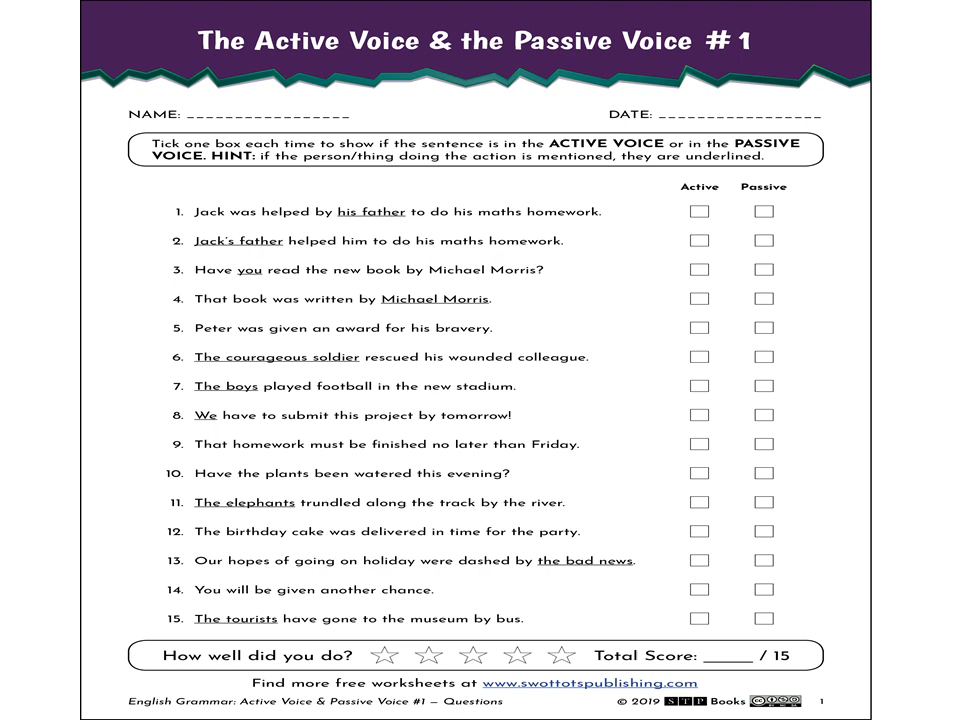 The Active Voice & the Passive Voice #1
NAME: _ _ _ _ _ _ _ _ _ _ _ _ _ _ _ _ _ DATE: _ _ _ _ _ _ _ _ _ _ _ _ _ _ _ _ _
Tick one box each time to show if the sentence is in the ACTIVE VOICE or in the PASSIVE
VOICE. HINT: if the person/thing doing the action is mentioned, they are underlined.
Active Passive
1. Jack was helped by his father to do his maths homework.
2. Jack's father helped him to do his maths homework.
3. Have you read the new book by Michael Morris?
4. That book was written by Michael Morris.
5. Peter was given an award for his bravery.
6. The courageous soldier rescued his wounded colleague.
7. The boys played football in the new stadium.
8. We have to submit this project by tomorrow!
9. That homework must be finished no later than Friday.
10. Have the plants been watered this evening?
11. The elephants trundled along the track by the river.
12. The birthday cake was delivered in time for the party.
13. Our hopes of going on holiday were dashed by the bad news.
14. You will be given another chance.
15. The tourists have gone to the museum by bus.
How well did you do? Total Score: _____ / 15
Find more free worksheets at www.swottotspublishing.com
English Grammar: Active Voice & Passive Voice #1 – Questions © 2019 STP Books 1